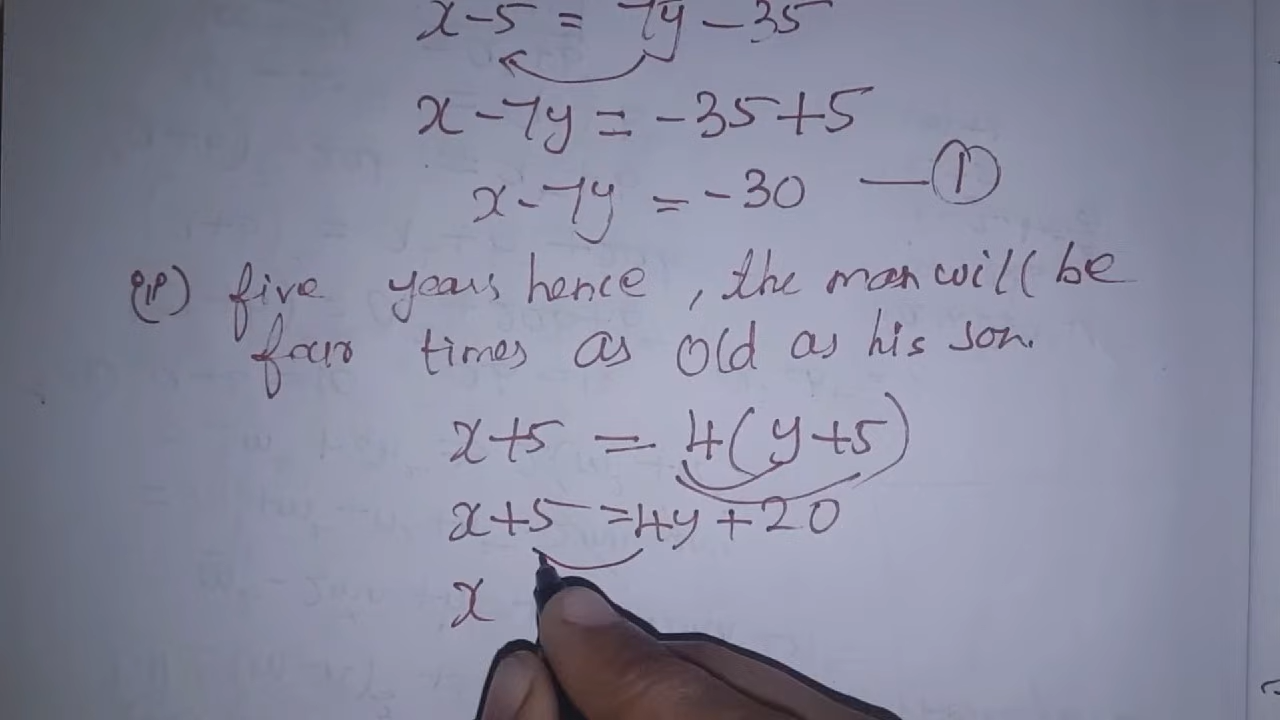 x-5 = 7y-35
x-7y = -35+5
x-7y = -30 — ①
(ii) five years hence, the man will be
four times as old as his son.
x+5 = 4(y+5)
x+5 = 4y+20
x